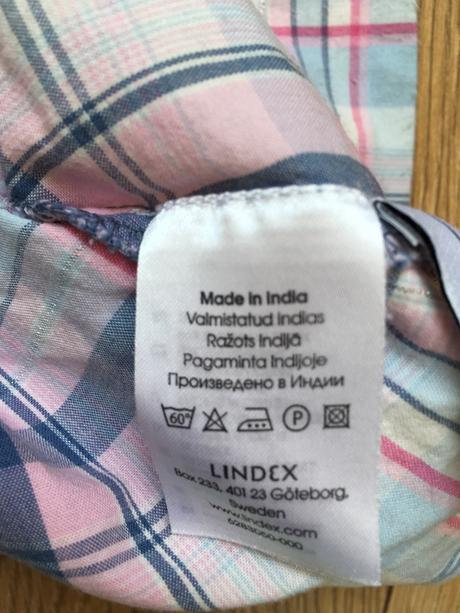 Made in India
Valmistatud Indias
Ražots Indijā
Pagaminta Indijoje
Произведено в Индии
60°
P
LINDEX
Box 233, 401 23 Göteborg,
Sweden
www.lindex.com